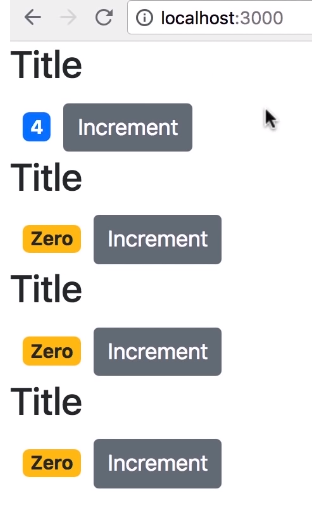 localhost:3000
Title
4 Increment
Title
Zero Increment
Title
Zero Increment
Title
Zero Increment